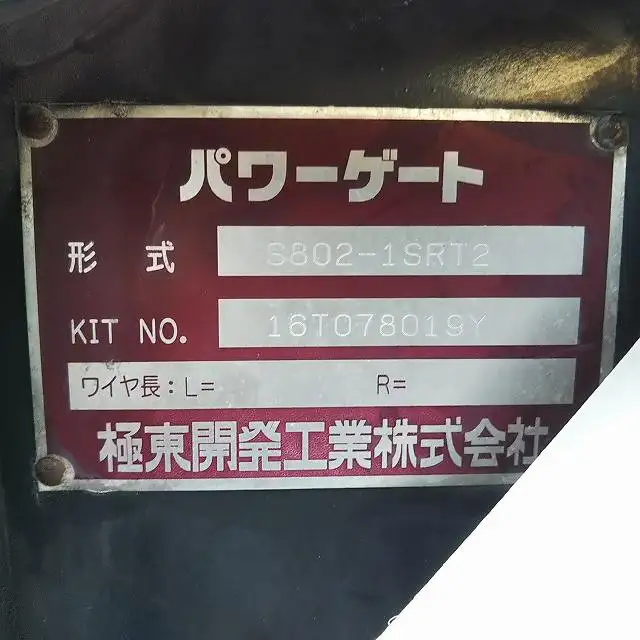 パワーゲート
形 式 S802-1SRT2
KIT NO. 16T078019Y
ワイヤ長:L= R=
極東開発工業株式会社